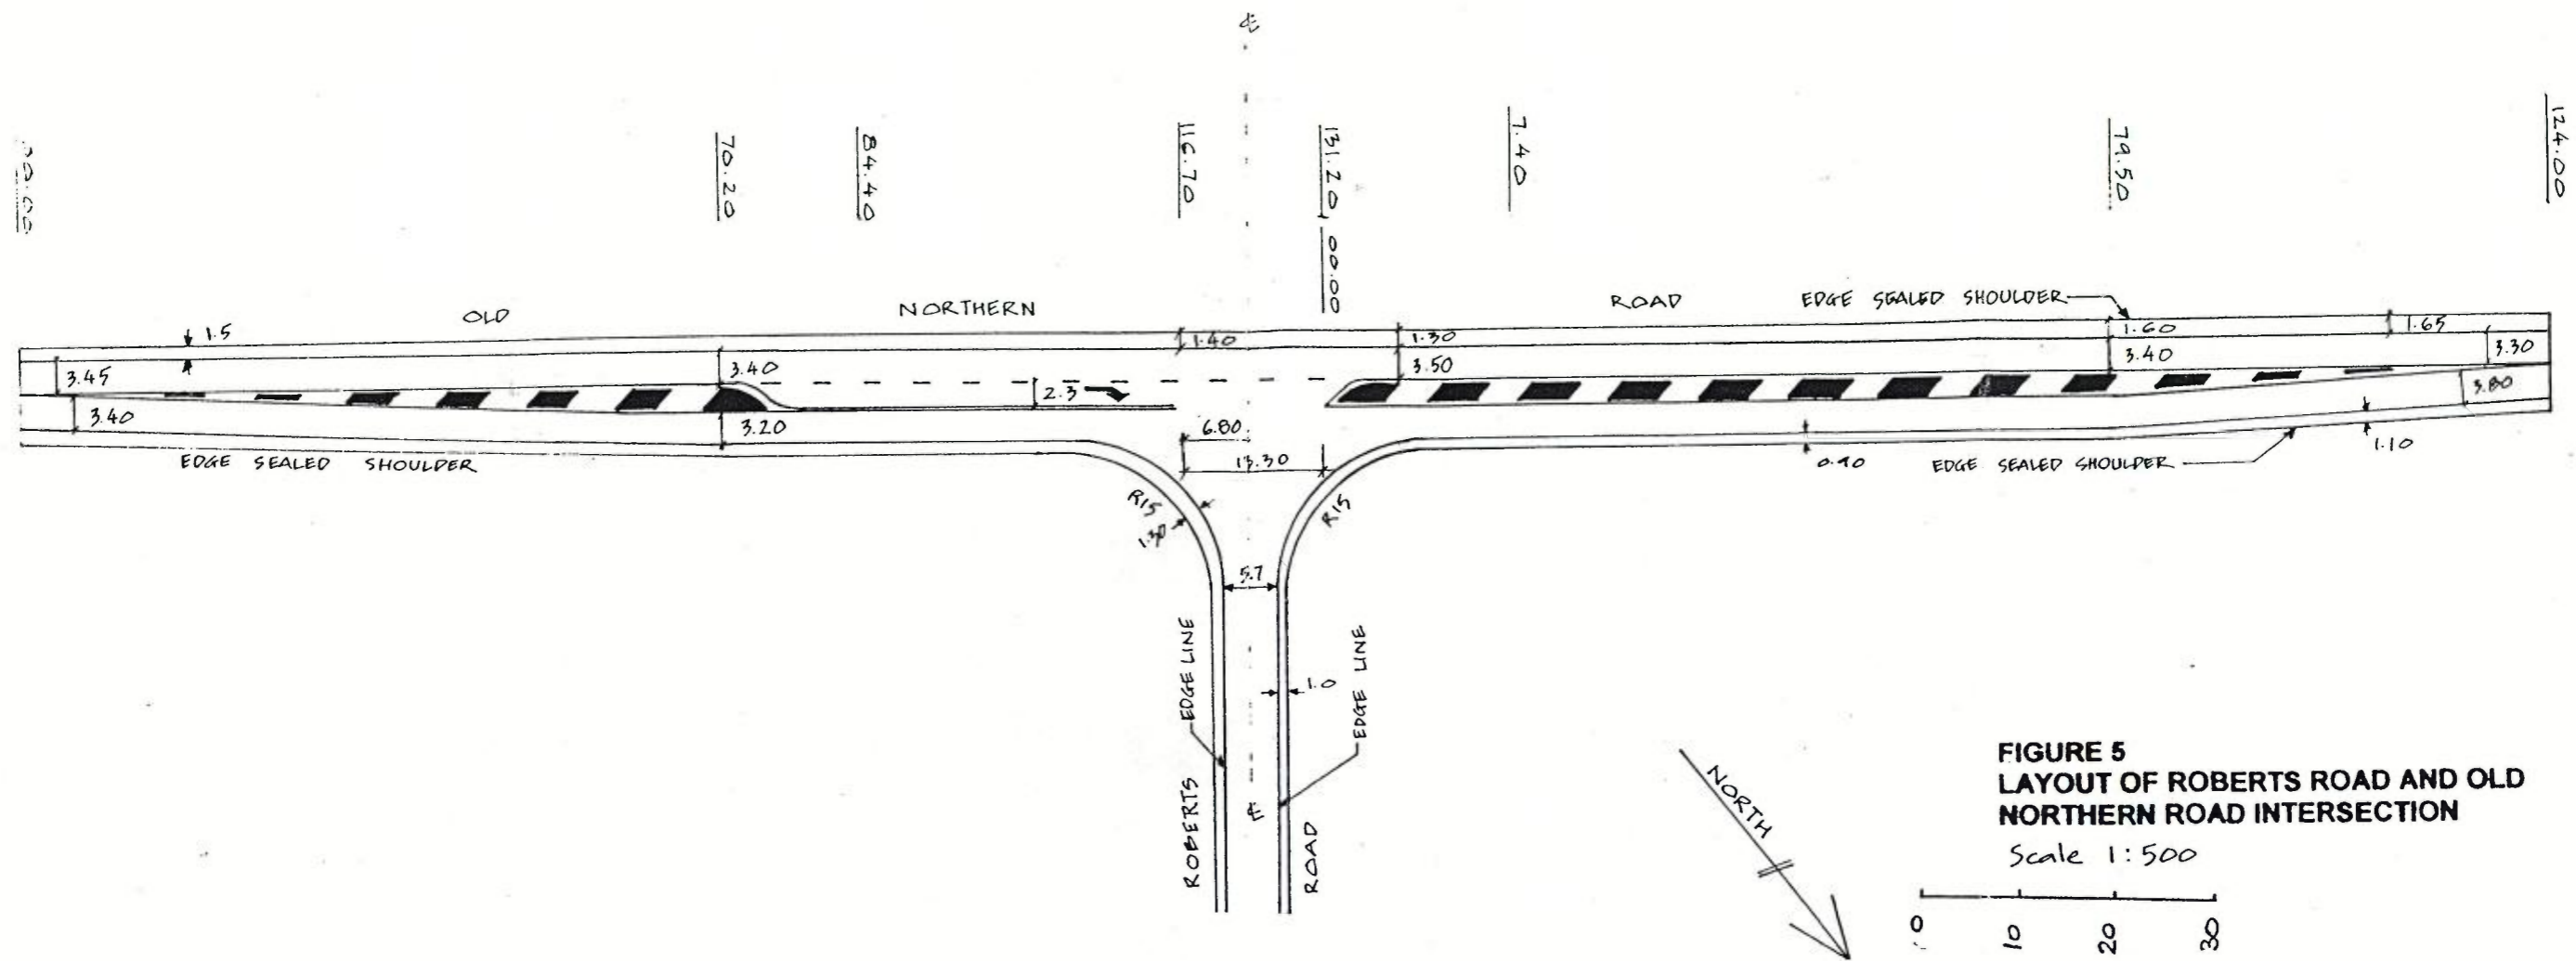 ℄
00.00
70.20
84.40
116.70
131.20
00.00
7.40
79.50
124.00
OLD
NORTHERN
ROAD
EDGE SEALED SHOULDER
1.5
1.40
1.30
1.60
1.65
3.45
3.40
3.50
3.40
3.30
2.3
3.80
3.40
3.20
6.80
13.30
0.90
1.10
EDGE SEALED SHOULDER
EDGE SEALED SHOULDER
R15
1.30
R15
5.7
EDGE LINE
1.0
EDGE LINE
ROBERTS
℄
ROAD
NORTH
FIGURE 5
LAYOUT OF ROBERTS ROAD AND OLD
NORTHERN ROAD INTERSECTION
Scale 1:500
0 10 20 30